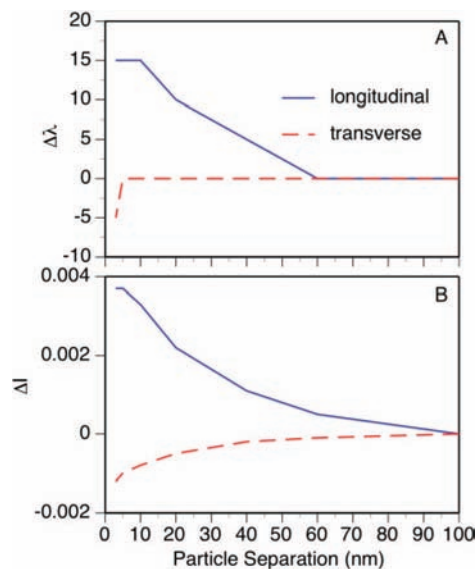 20
A
15
longitudinal
10
transverse
Δλ
5
0
-5
-10
0.004
B
0.002
ΔI
0
-0.002
0 10 20 30 40 50 60 70 80 90 100
Particle Separation (nm)